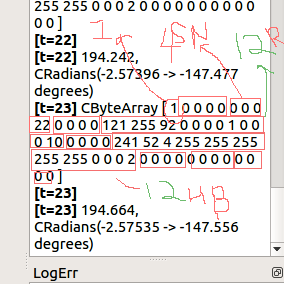 255 255 0 0 0 2 0 0 0 0 0 0 0 0 0 0
0 0 ]
[t=22]
[t=22] 194.242,
CRadians(-2.57396 -> -147.477
degrees)
[t=23] CByteArray [ 1 0 0 0 0 0 0 0
22 0 0 0 0 121 255 92 0 0 0 0 1 0 0
0 10 0 0 0 0 241 52 4 255 255 255
255 255 0 0 0 2 0 0 0 0 0 0 0 0 0 0
0 0 ]
[t=23]
[t=23] 194.664,
CRadians(-2.57535 -> -147.556
degrees)
LogErr
12